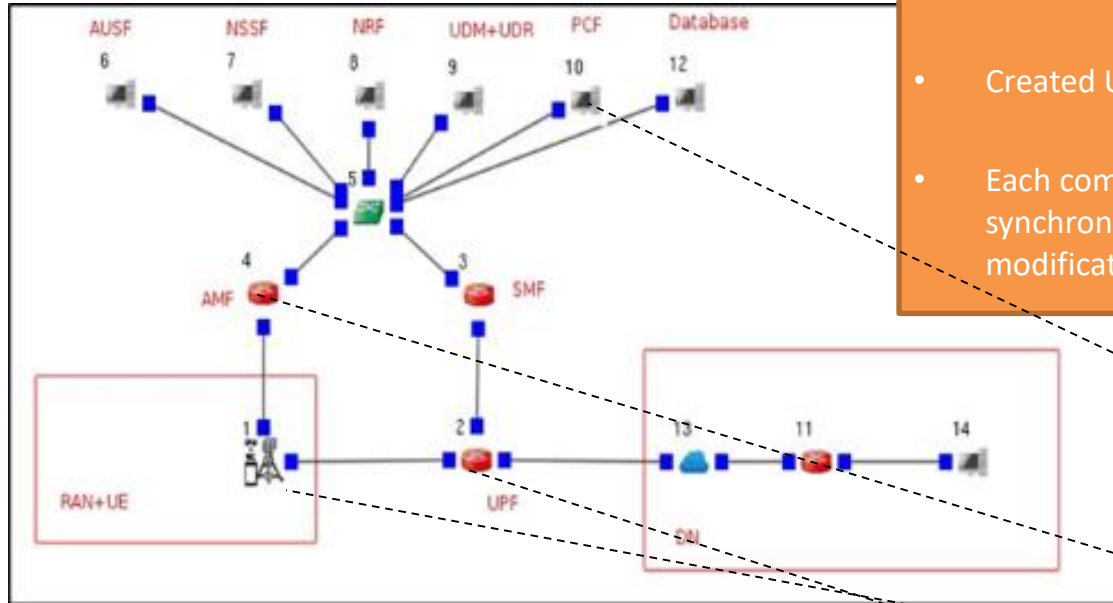 AUSF NSSF NRF UDM+UDR PCF Database
6 7 8 9 10 12
5
4 3
AMF SMF
1 2 13 11 14
RAN+UE UPF
DN
• Created
• Each
synchron
modificat